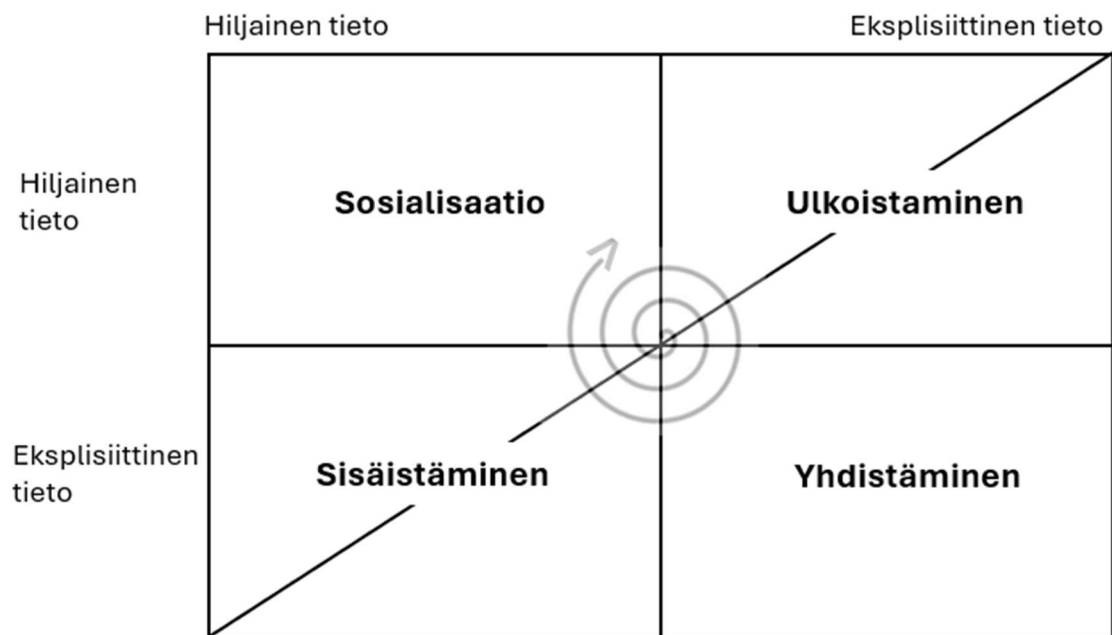 Hiljainen tieto
Eksplisiittinen tieto
Hiljainen
tieto
Sosialisaatio
Ulkoistaminen
Eksplisiittinen
tieto
Sisäistäminen
Yhdistäminen